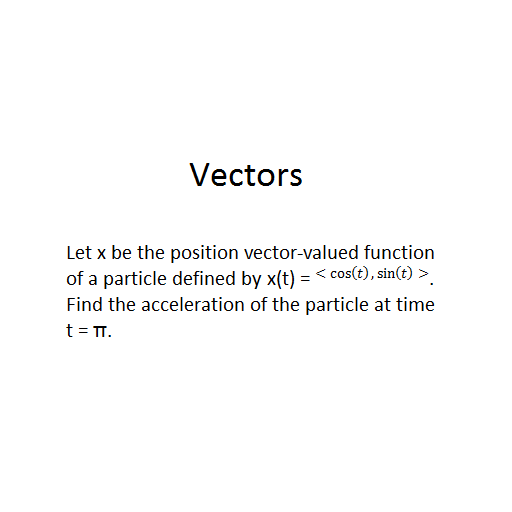 Vectors
Let x be the position vector-valued function
of a particle defined by x(t) = < cos(t), sin(t) >.
Find the acceleration of the particle at time
t = π.